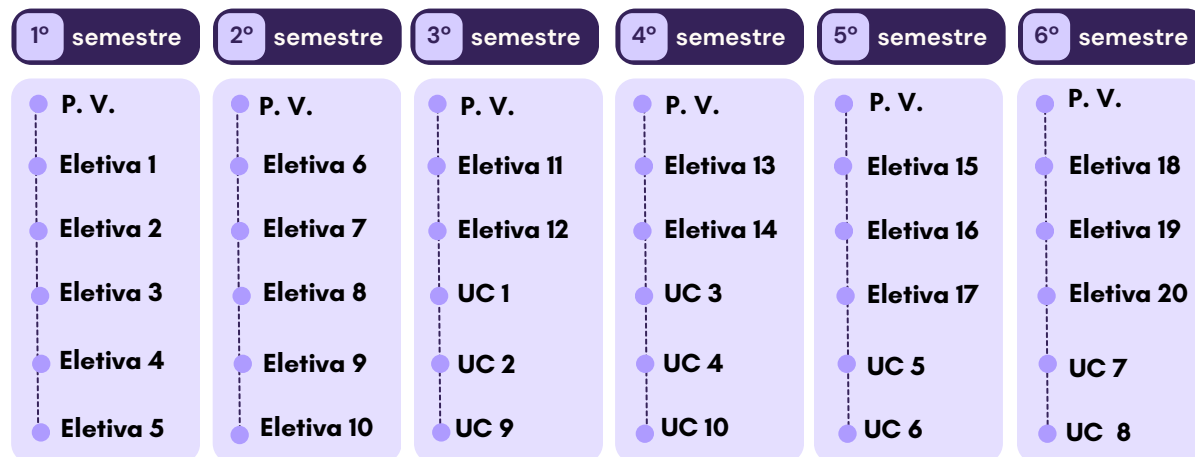 1º semestre
P. V.
Eletiva 1
Eletiva 2
Eletiva 3
Eletiva 4
Eletiva 5
2º semestre
P. V.
Eletiva 6
Eletiva 7
Eletiva 8
Eletiva 9
Eletiva 10
3º semestre
P. V.
Eletiva 11
Eletiva 12
UC 1
UC 2
UC 9
4º semestre
P. V.
Eletiva 13
Eletiva 14
UC 3
UC 4
UC 10
5º semestre
P. V.
Eletiva 15
Eletiva 16
Eletiva 17
UC 5
UC 6
6º semestre
P. V.
Eletiva 18
Eletiva 19
Eletiva 20
UC 7
UC 8